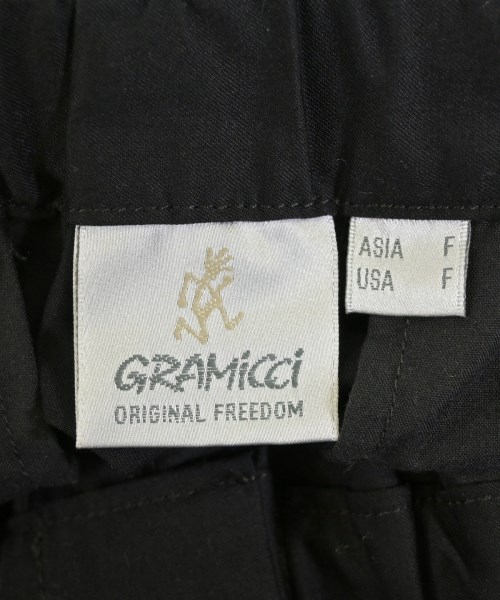 GRAMiCCi
ORIGINAL FREEDOM
ASIA F
USA F